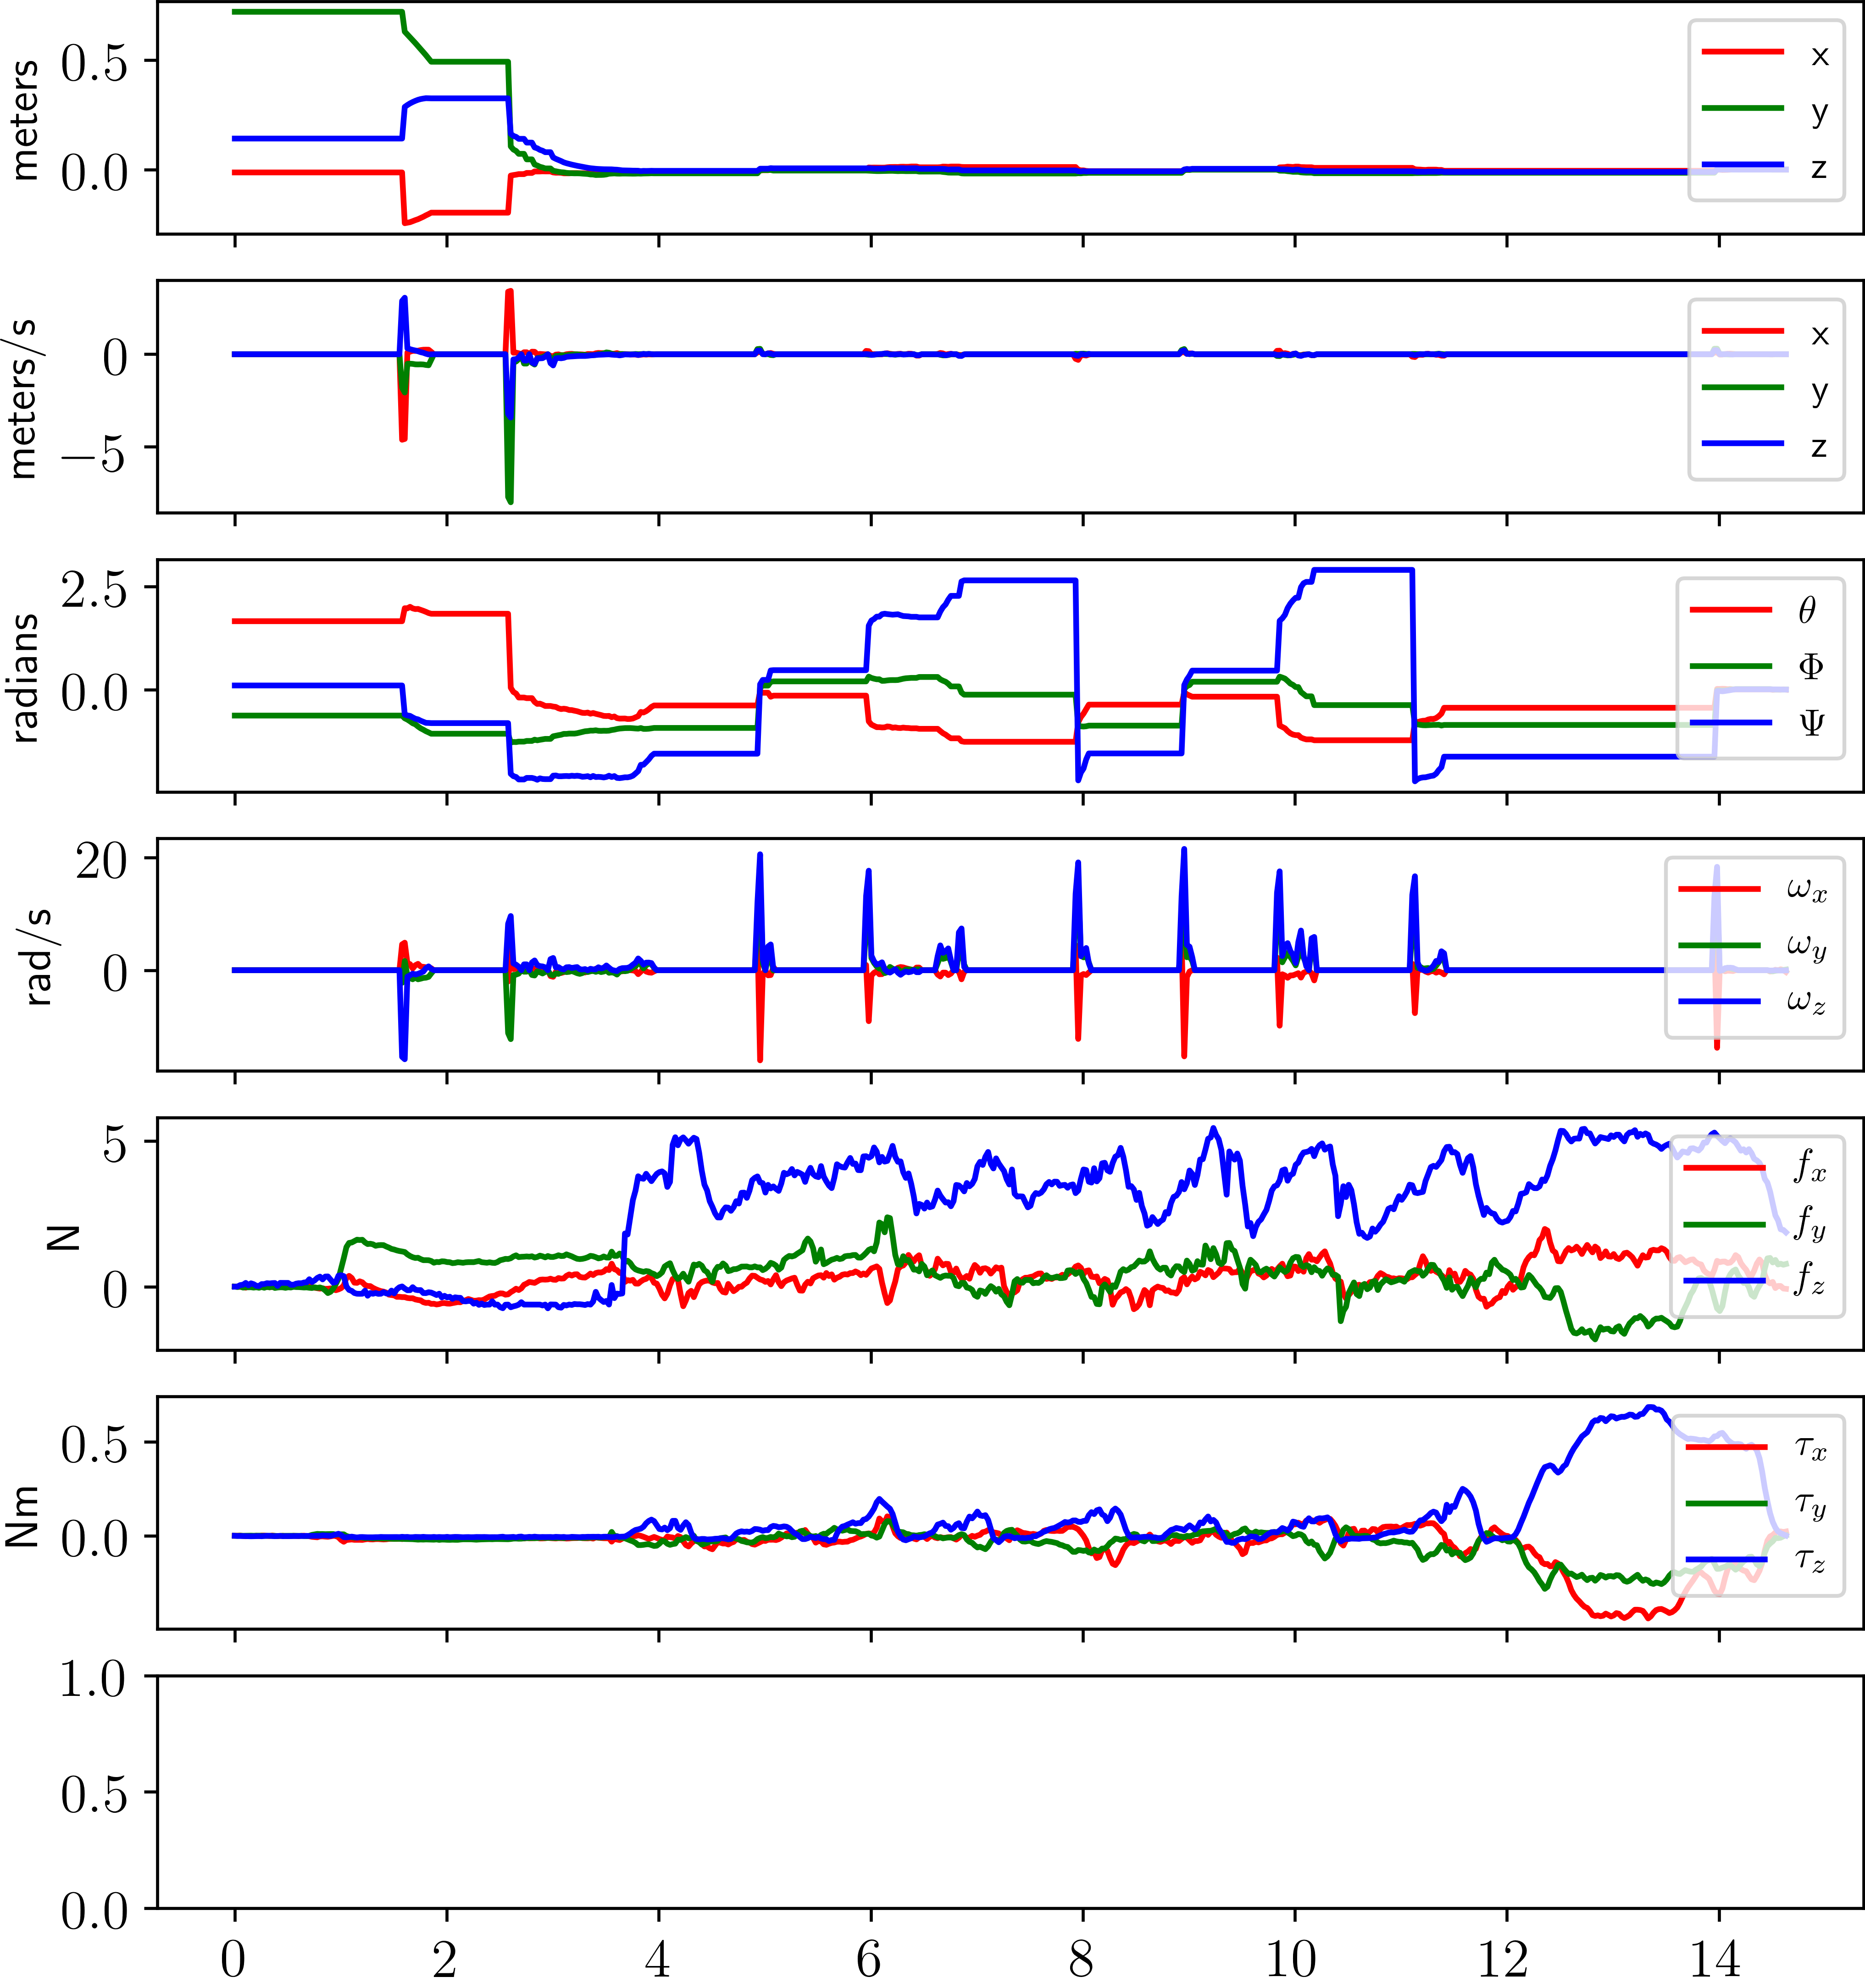 meters
0.5
0.0
x
y
z
meters/s
0
−5
x
y
z
radians
2.5
0.0
θ
Φ
Ψ
rad/s
20
0
ω_x
ω_y
ω_z
N
5
0
f_x
f_y
f_z
Nm
0.5
0.0
τ_x
τ_y
τ_z
1.0
0.5
0.0
0 2 4 6 8 10 12 14